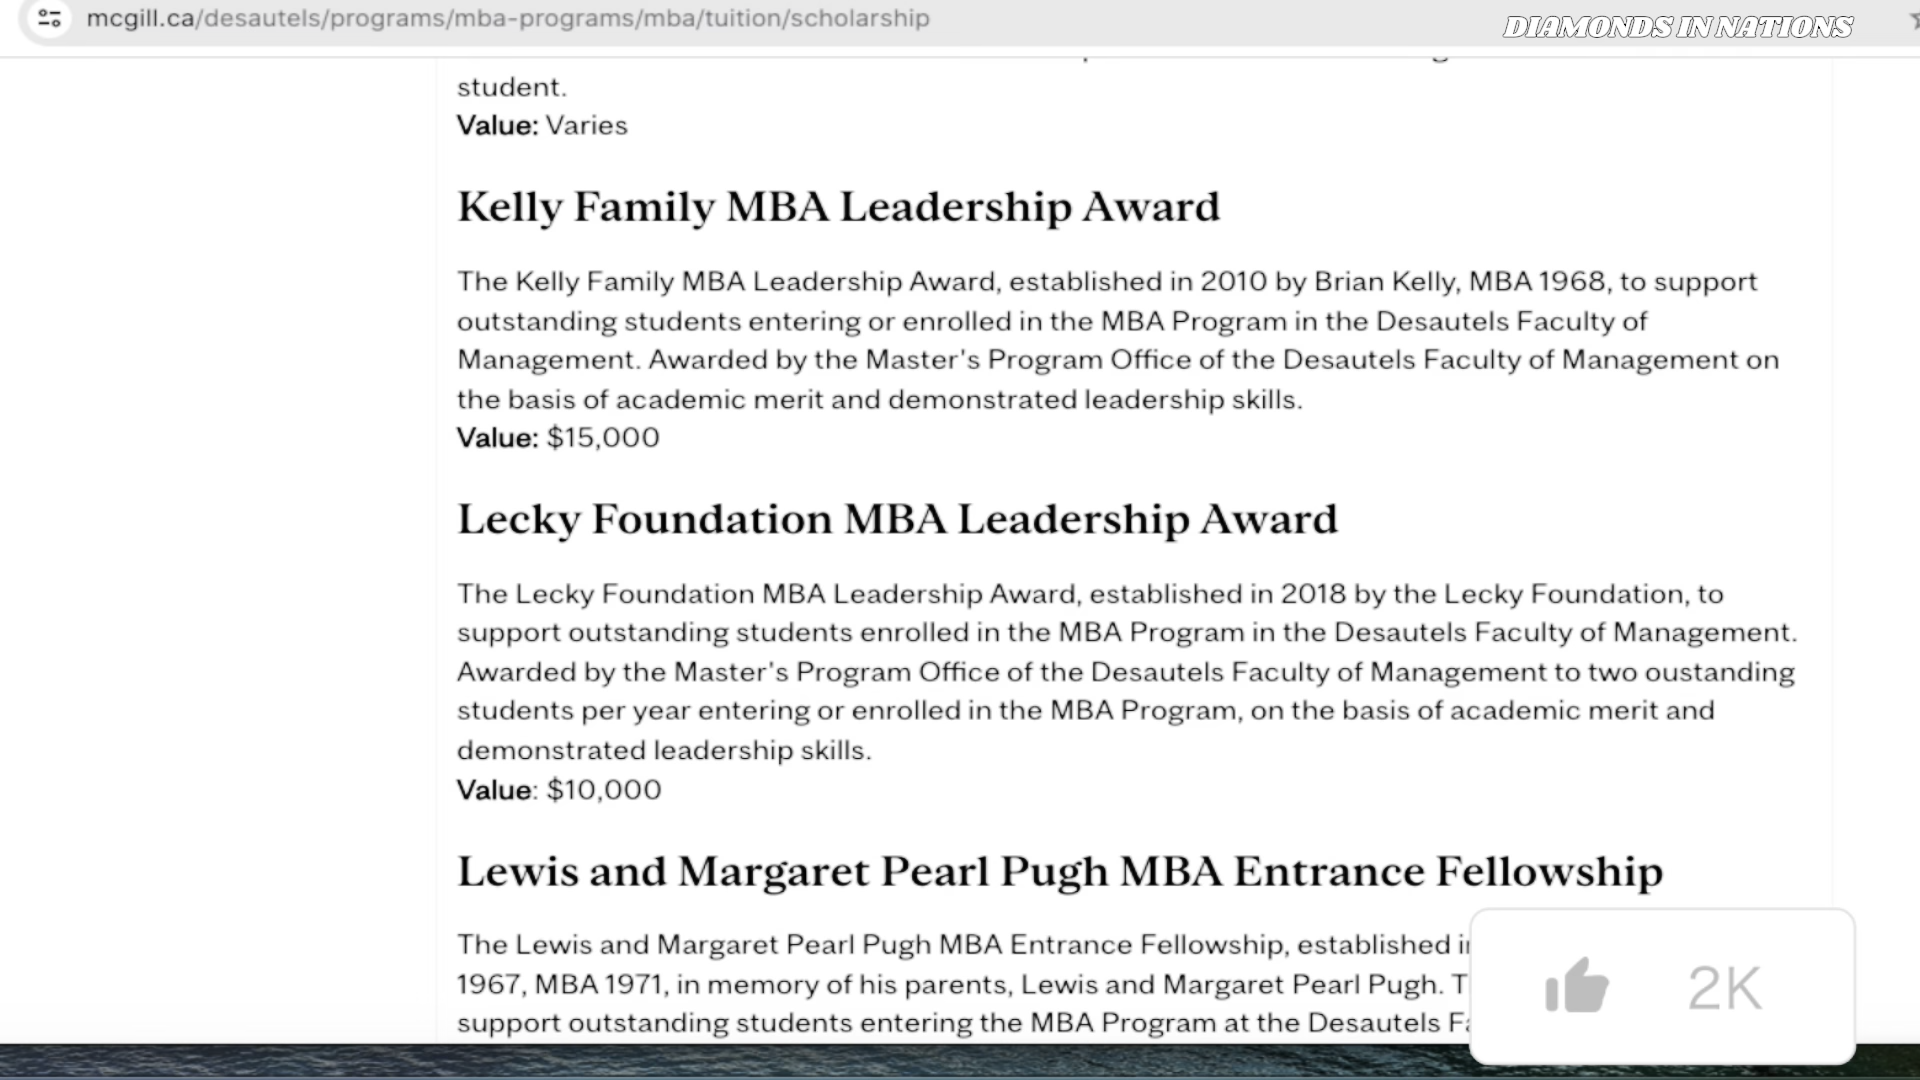 mcgill.ca/desautels/programs/mba-programs/mba/tuition/scholarship
DIAMONDS IN NATIONS
student.
Value: Varies
Kelly Family MBA Leadership Award
The Kelly Family MBA Leadership Award, established in 2010 by Brian Kelly, MBA 1968, to support
outstanding students entering or enrolled in the MBA Program in the Desautels Faculty of
Management. Awarded by the Master's Program Office of the Desautels Faculty of Management on
the basis of academic merit and demonstrated leadership skills.
Value: $15,000
Lecky Foundation MBA Leadership Award
The Lecky Foundation MBA Leadership Award, established in 2018 by the Lecky Foundation, to
support outstanding students enrolled in the MBA Program in the Desautels Faculty of Management.
Awarded by the Master's Program Office of the Desautels Faculty of Management to two oustanding
students per year entering or enrolled in the MBA Program, on the basis of academic merit and
demonstrated leadership skills.
Value: $10,000
Lewis and Margaret Pearl Pugh MBA Entrance Fellowship
The Lewis and Margaret Pearl Pugh MBA Entrance Fellowship, established
1967, MBA 1971, in memory of his parents, Lewis and Margaret Pearl Pugh.
support outstanding students entering the MBA Program at the Desautels
2K